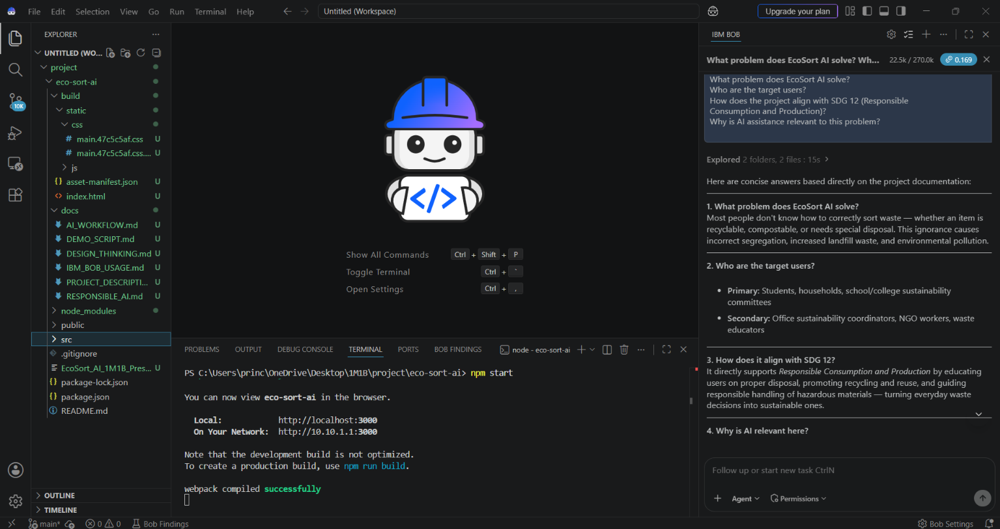 File Edit Selection View Go Run Terminal Help
Untitled (Workspace)
Upgrade your plan
EXPLORER
UNTITLED (WO...
project
eco-sort-ai
build
static
css
# main.47c5c5af.css U
# main.47c5c5af.css.... U
js
{} asset-manifest.json U
<> index.html U
docs
AI_WORKFLOW.md U
DEMO_SCRIPT.md U
DESIGN_THINKING.md U
IBM_BOB_USAGE.md U
PROJECT_DESCRIPTI... U
RESPONSIBLE_AI.md U
node_modules
public
src
.gitignore
EcoSort_AI_1M1B_Pres... U
{} package-lock.json
{} package.json
README.md
OUTLINE
TIMELINE
10K
</>
Show All Commands Ctrl + Shift + P
Toggle Terminal Ctrl + `
Open Settings Ctrl + ,
PROBLEMS OUTPUT DEBUG CONSOLE TERMINAL PORTS BOB FINDINGS node - eco-sort-ai
PS C:\Users\princ\OneDrive\Desktop\1M1B\project\eco-sort-ai> npm start
You can now view eco-sort-ai in the browser.
Local: http://localhost:3000
On Your Network: http://10.10.1.1:3000
Note that the development build is not optimized.
To create a production build, use npm run build.
webpack compiled successfully
IBM BOB
What problem does EcoSort AI solve? Wh... 22.5k / 270.0k 0.169
What problem does EcoSort AI solve?
Who are the target users?
How does the project align with SDG 12 (Responsible
Consumption and Production)?
Why is AI assistance relevant to this problem?
Explored 2 folders, 2 files : 15s >
Here are concise answers based directly on the project documentation:
1. What problem does EcoSort AI solve?
Most people don't know how to correctly sort waste — whether an item is
recyclable, compostable, or needs special disposal. This ignorance causes
incorrect segregation, increased landfill waste, and environmental pollution.
2. Who are the target users?
• Primary: Students, households, school/college sustainability
committees
• Secondary: Office sustainability coordinators, NGO workers, waste
educators
3. How does it align with SDG 12?
It directly supports Responsible Consumption and Production by educating
users on proper disposal, promoting recycling and reuse, and guiding
responsible handling of hazardous materials — turning everyday waste
decisions into sustainable ones.
4. Why is AI relevant here?
Follow up or start new task CtrlN
Agent Permissions
main* 0 0 Bob Findings
Bob Settings